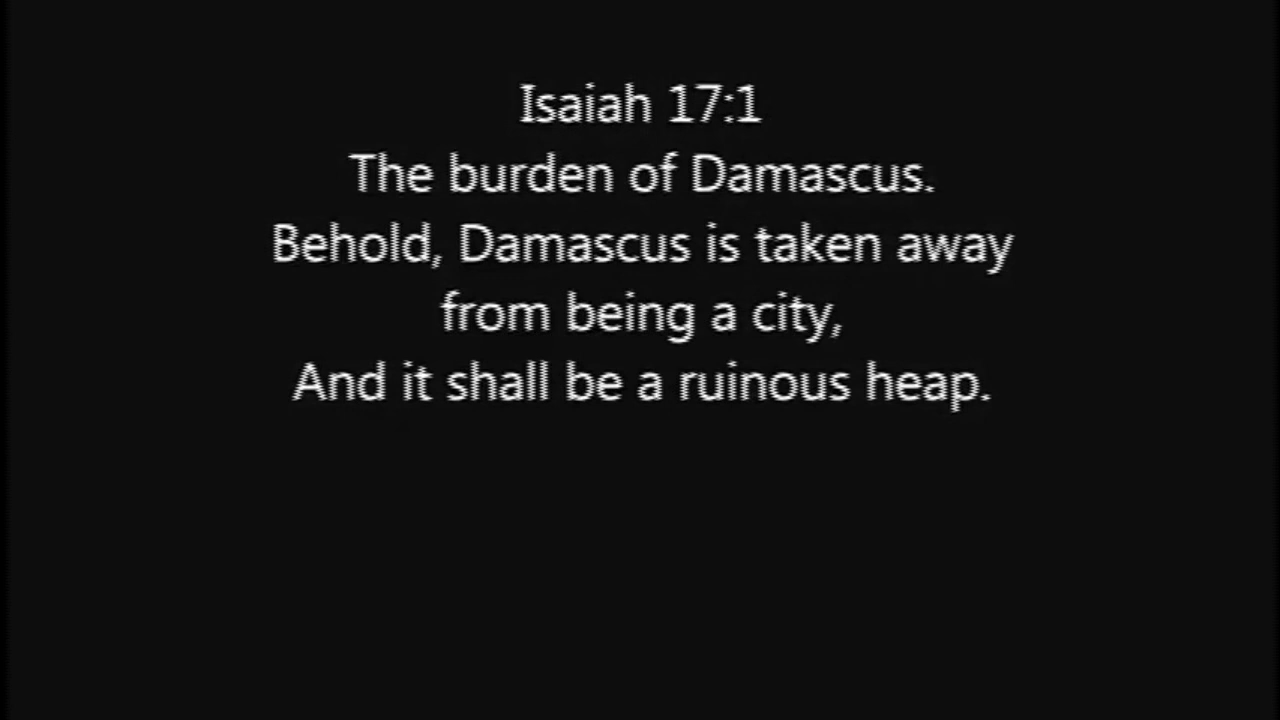 Isaiah 17:1
The burden of Damascus.
Behold, Damascus is taken away
from being a city,
And it shall be a ruinous heap.